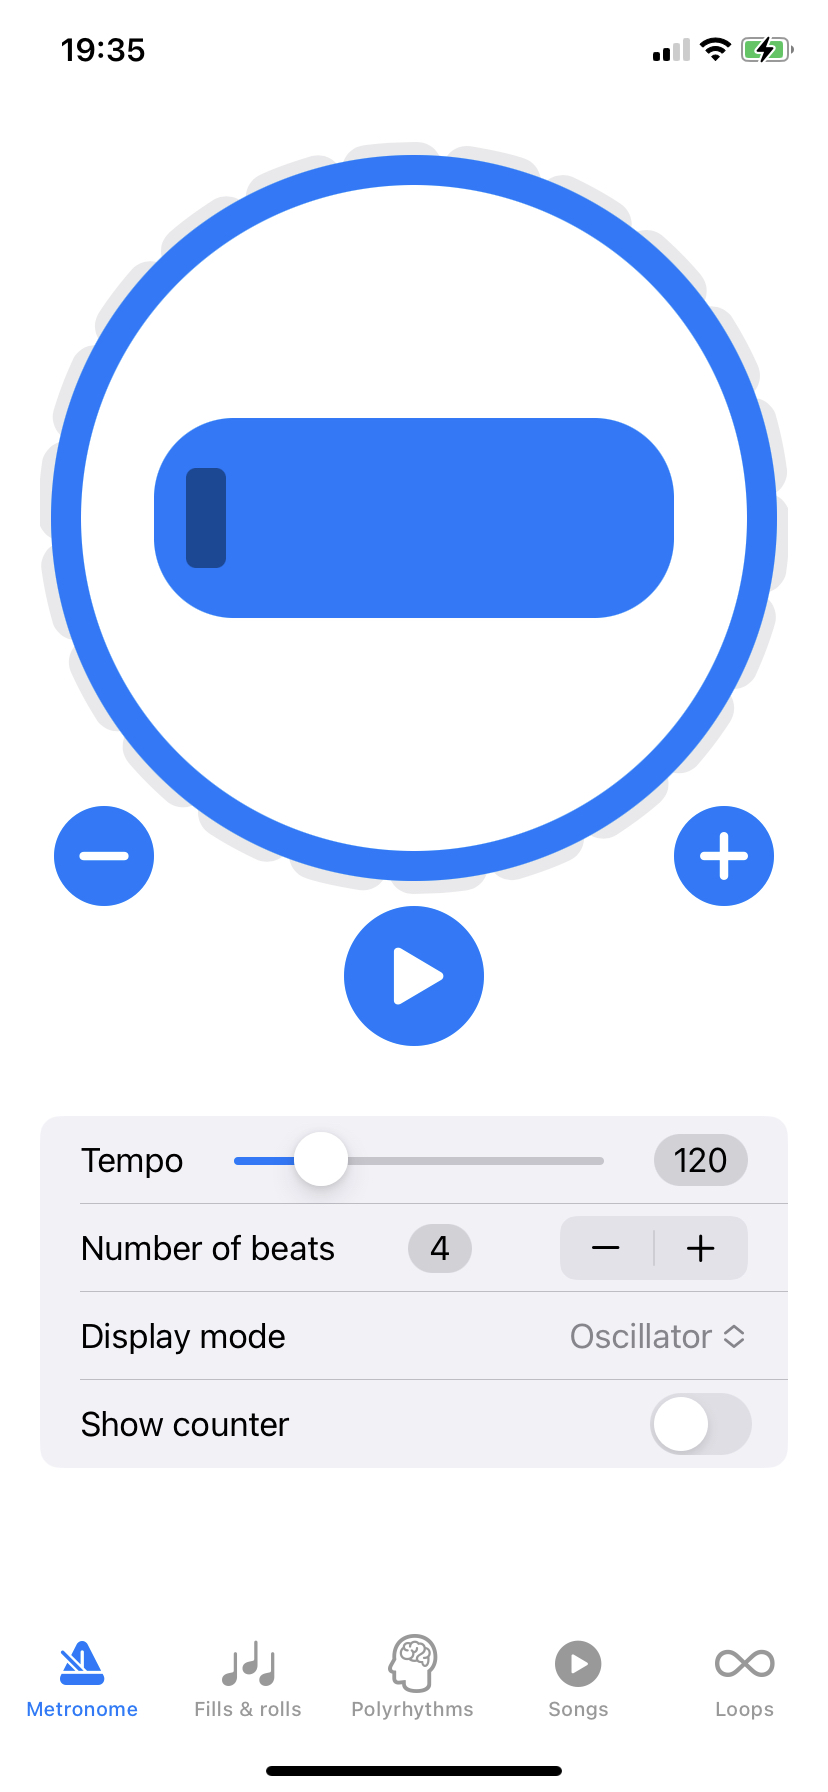 19:35
Tempo 120
Number of beats 4
Display mode Oscillator
Show counter
Metronome Fills & rolls Polyrhythms Songs Loops